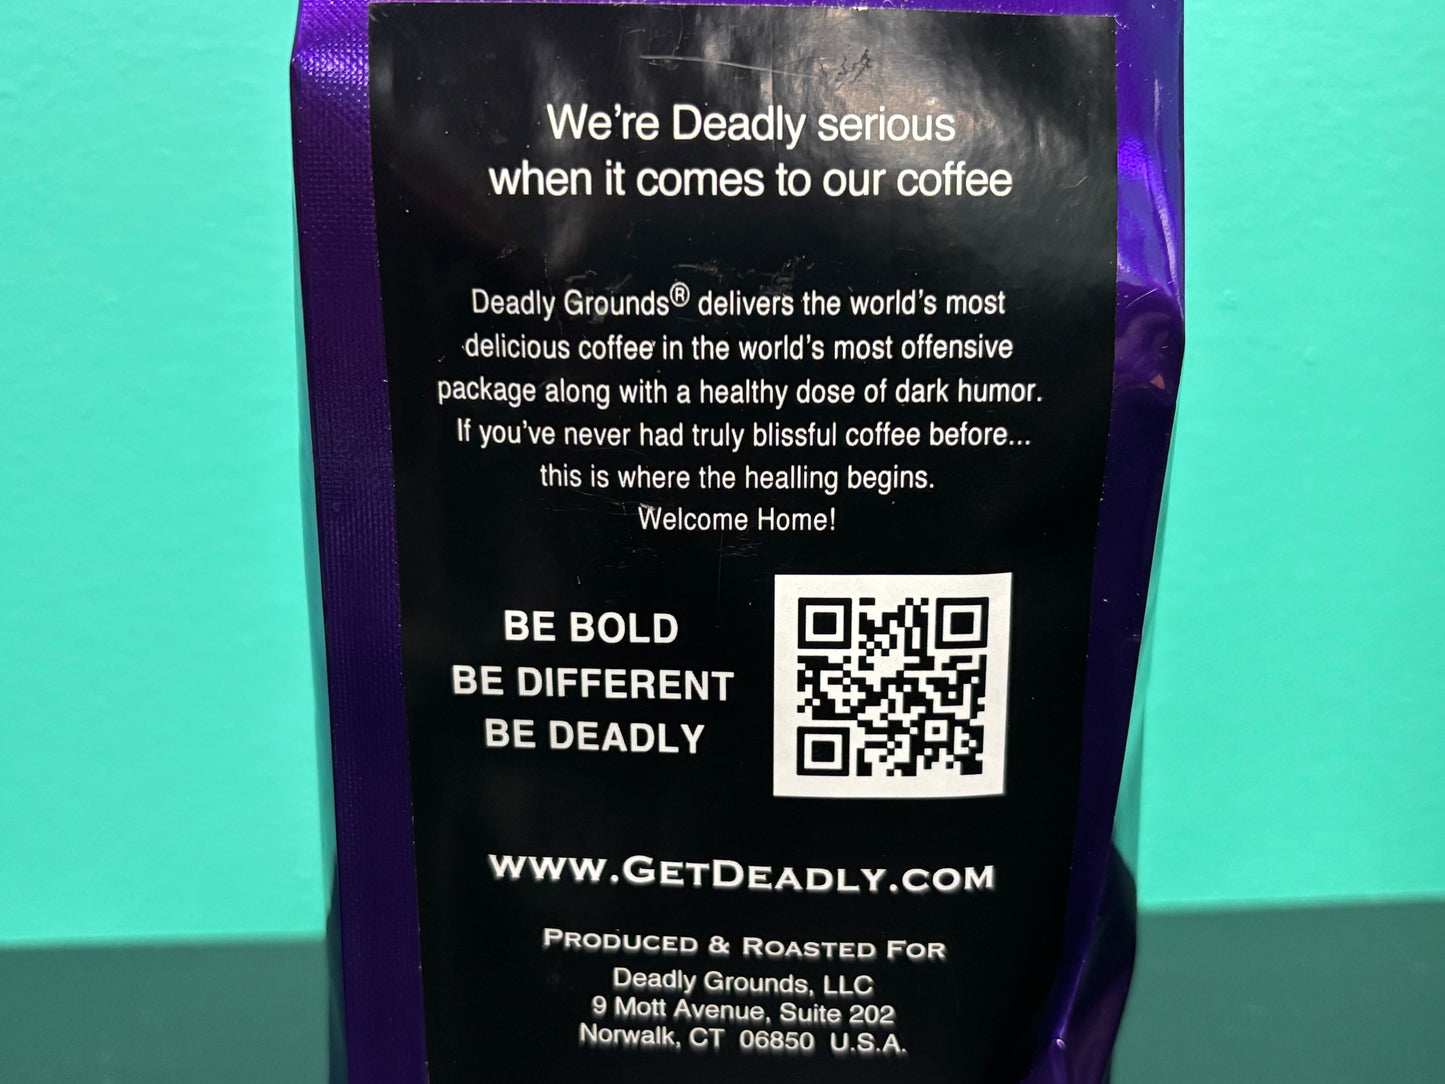 We're Deadly serious
when it comes to our coffee
Deadly Grounds® delivers the world's most
delicious coffee in the world's most offensive
package along with a healthy dose of dark humor.
If you've never had truly blissful coffee before...
this is where the healling begins.
Welcome Home!
BE BOLD
BE DIFFERENT
BE DEADLY
WWW.GETDEADLY.COM
PRODUCED & ROASTED FOR
Deadly Grounds, LLC
9 Mott Avenue, Suite 202
Norwalk, CT 06850 U.S.A.